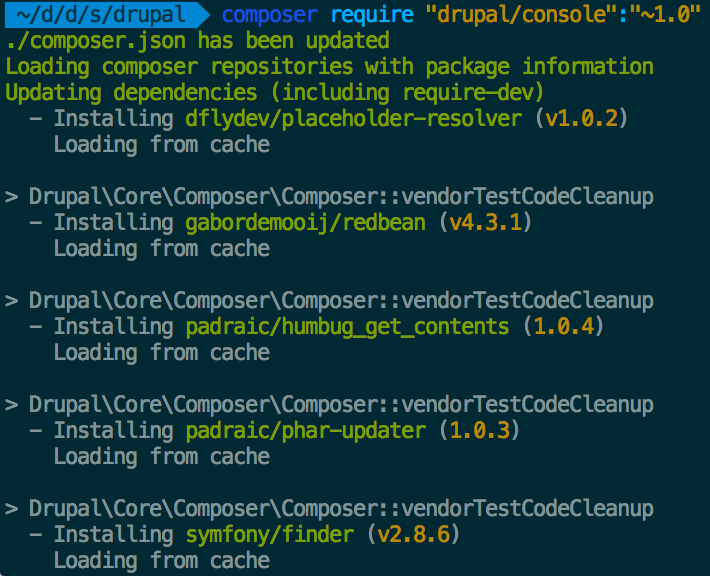 ~/d/d/s/drupal composer require "drupal/console":"~1.0"
./composer.json has been updated
Loading composer repositories with package information
Updating dependencies (including require-dev)
- Installing dflydev/placeholder-resolver (v1.0.2)
Loading from cache
> Drupal\Core\Composer\Composer::vendorTestCodeCleanup
- Installing gabordemooij/redbean (v4.3.1)
Loading from cache
> Drupal\Core\Composer\Composer::vendorTestCodeCleanup
- Installing padraic/humbug_get_contents (1.0.4)
Loading from cache
> Drupal\Core\Composer\Composer::vendorTestCodeCleanup
- Installing padraic/phar-updater (1.0.3)
Loading from cache
> Drupal\Core\Composer\Composer::vendorTestCodeCleanup
- Installing symfony/finder (v2.8.6)
Loading from cache